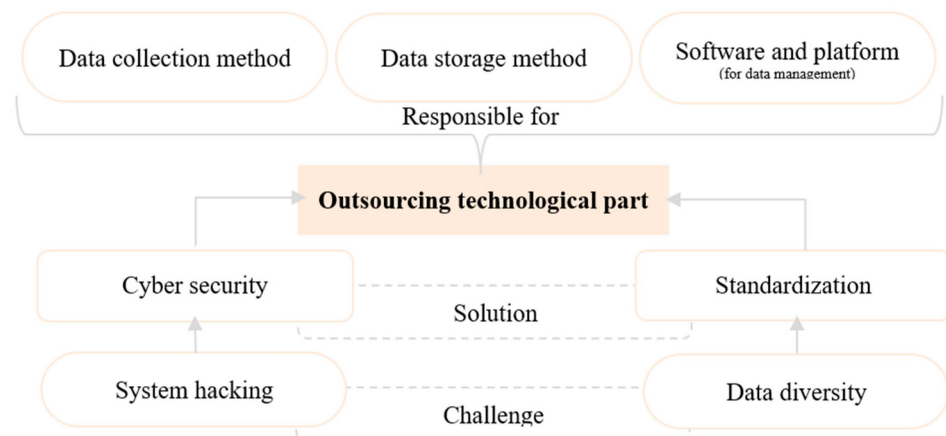 Data collection method
Data storage method
Software and platform
(for data management)
Responsible for
Outsourcing technological part
Cyber security
Standardization
Solution
System hacking
Data diversity
Challenge